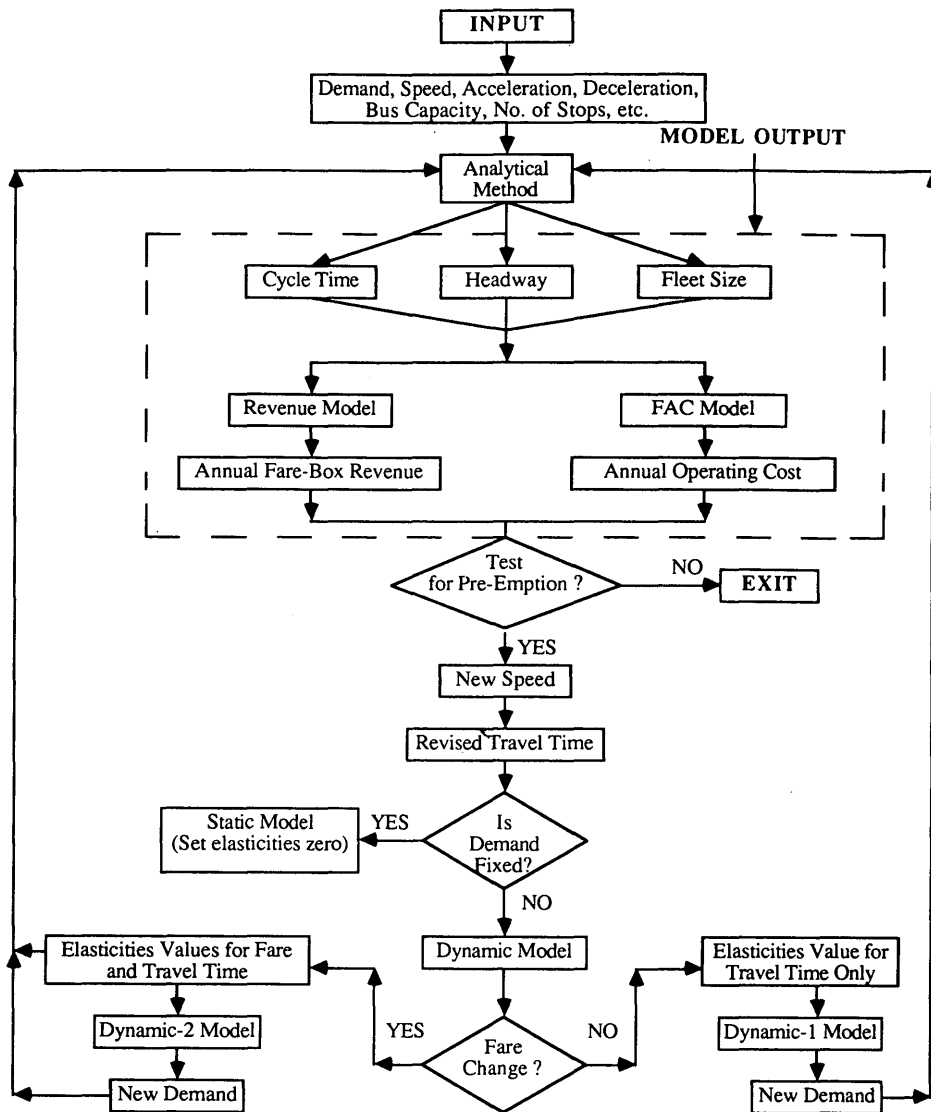 INPUT
Demand, Speed, Acceleration, Deceleration,
Bus Capacity, No. of Stops, etc.
MODEL OUTPUT
Analytical
Method
Cycle Time
Headway
Fleet Size
Revenue Model
FAC Model
Annual Fare-Box Revenue
Annual Operating Cost
Test
for Pre-Emption ?
NO
EXIT
YES
New Speed
Revised Travel Time
Static Model
(Set elasticities zero)
YES
Is
Demand
Fixed?
NO
Elasticities Values for Fare
and Travel Time
Dynamic Model
Elasticities Value for
Travel Time Only
Dynamic-2 Model
YES
Fare
Change ?
NO
Dynamic-1 Model
New Demand
New Demand